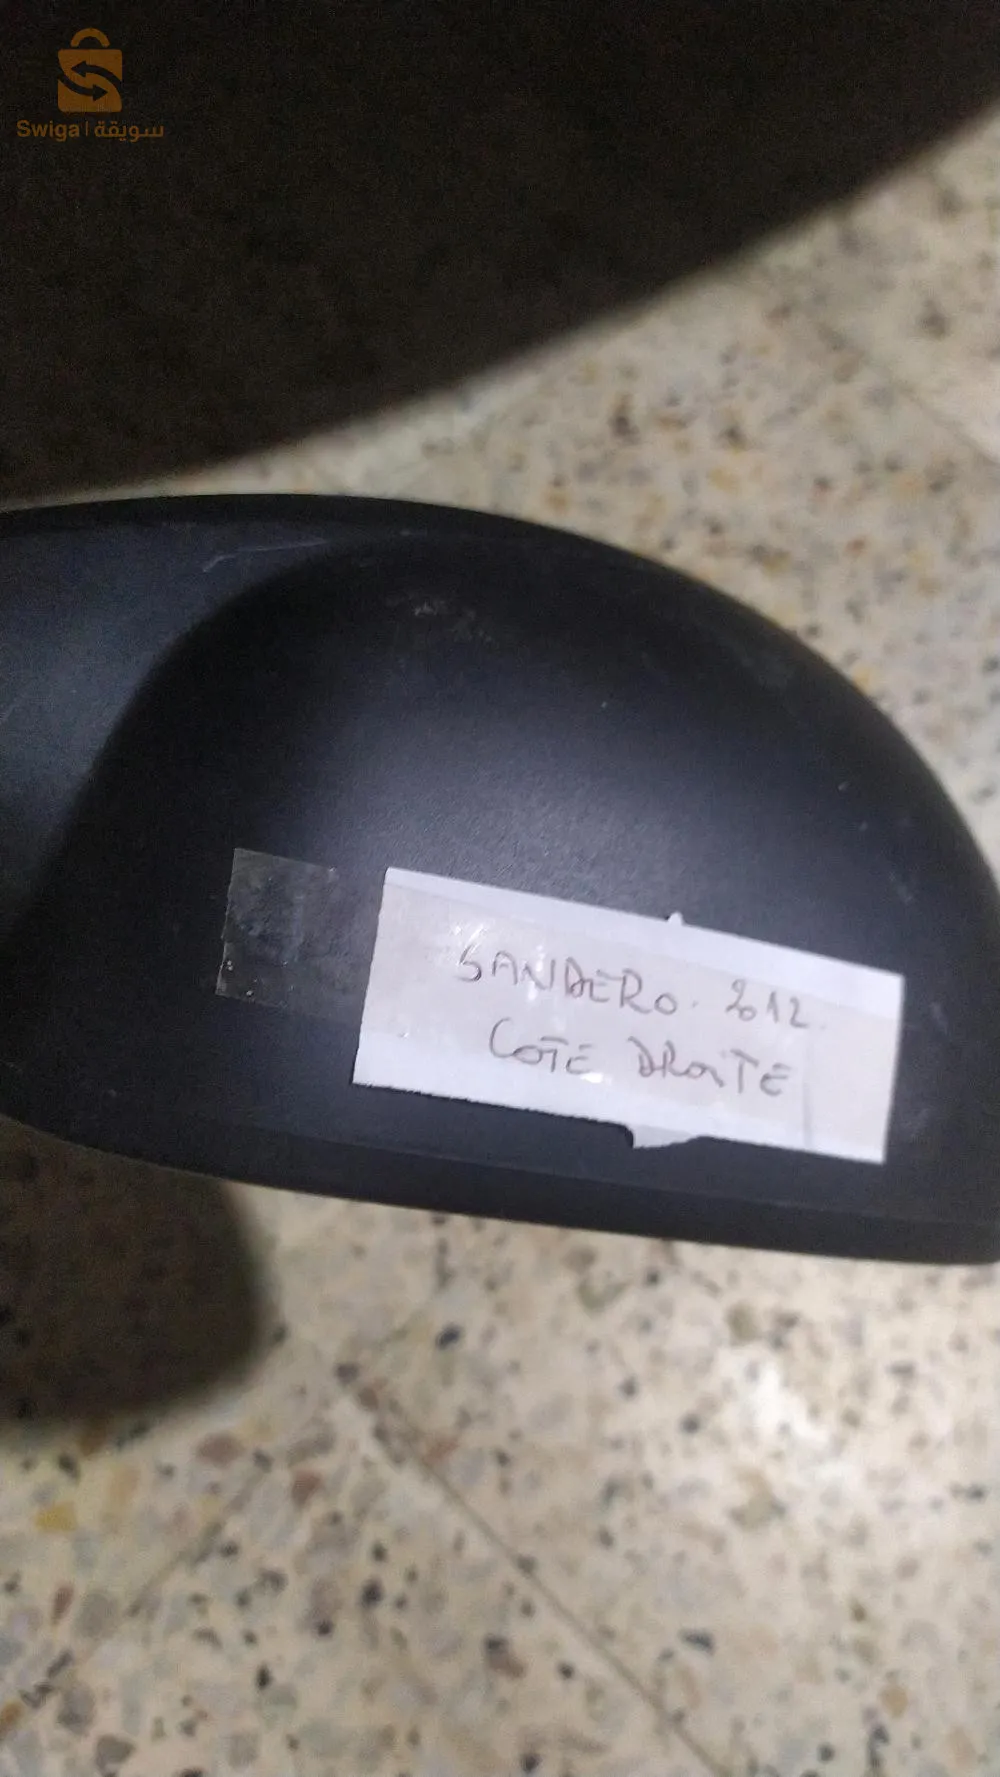 Swiga | سويقة
SANDERO. 2012.
COTE DROITE